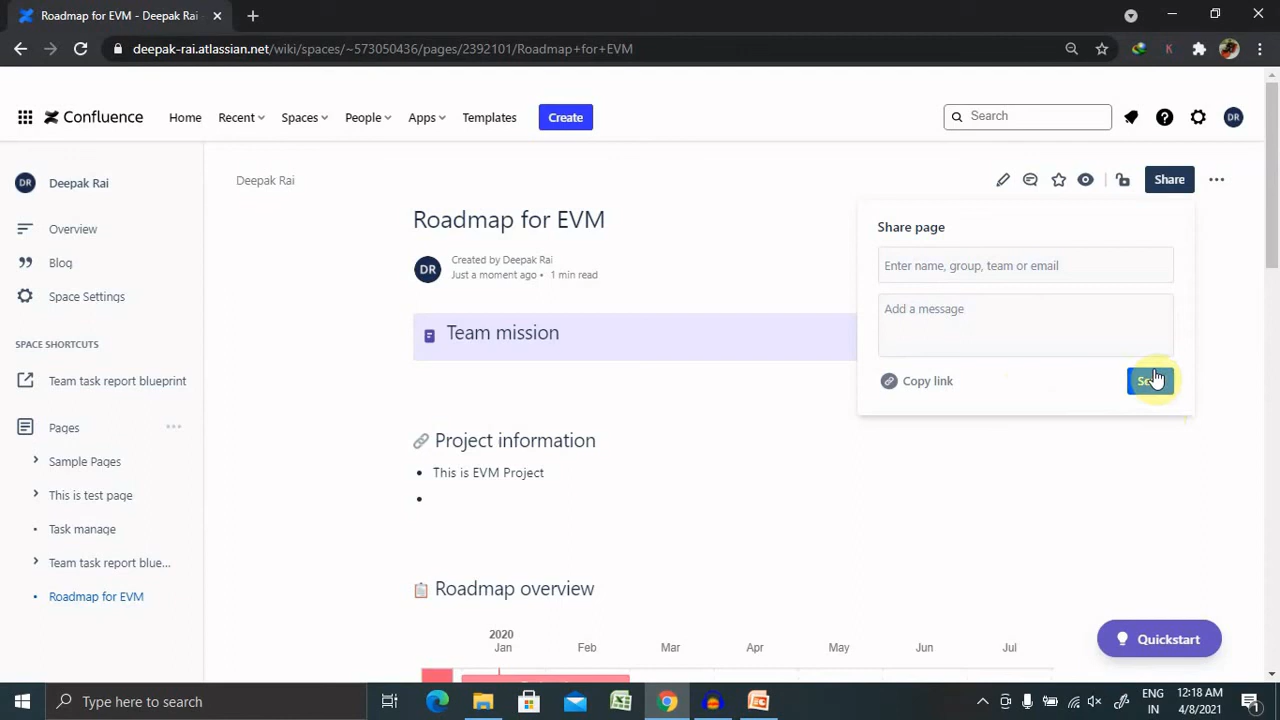 Roadmap for EVM - Deepak Rai -
deepak-rai.atlassian.net/wiki/spaces/~573050436/pages/2392101/Roadmap+for+EVM
K
Confluence
Home
Recent
Spaces
People
Apps
Templates
Create
Search
DR
DR
Deepak Rai
Overview
Blog
Space Settings
SPACE SHORTCUTS
Team task report blueprint
Pages
Sample Pages
This is test page
Task manage
Team task report blue...
Roadmap for EVM
Deepak Rai
Share
Roadmap for EVM
DR
Created by Deepak Rai
Just a moment ago • 1 min read
Team mission
Share page
Enter name, group, team or email
Add a message
Copy link
Project information
• This is EVM Project
•
Roadmap overview
2020
Jan Feb Mar Apr May Jun Jul
Quickstart
Type here to search
ENG
IN
12:18 AM
4/8/2021
1